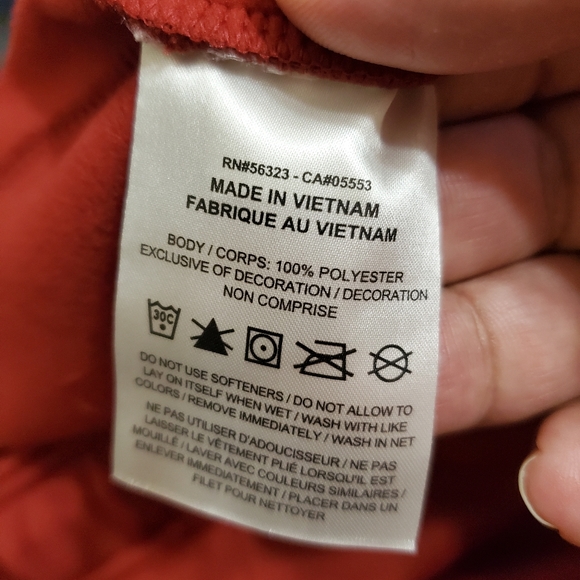 RN#56323 - CA#05553
MADE IN VIETNAM
FABRIQUE AU VIETNAM
BODY / CORPS: 100% POLYESTER
EXCLUSIVE OF DECORATION / DECORATION
NON COMPRISE
30C
DO NOT USE SOFTENERS / DO NOT ALLOW TO
LAY ON ITSELF WHEN WET / WASH WITH LIKE
COLORS / REMOVE IMMEDIATELY / WASH IN NET
NE PAS UTILISER D'ADOUCISSEUR / NE PAS
LAISSER LE VÊTEMENT PLIÉ LORSQU'IL EST
MOUILLÉ / LAVER AVEC COULEURS SIMILAIRES /
ENLEVER IMMEDIATEMENT / PLACER DANS UN
FILET POUR NETTOYER